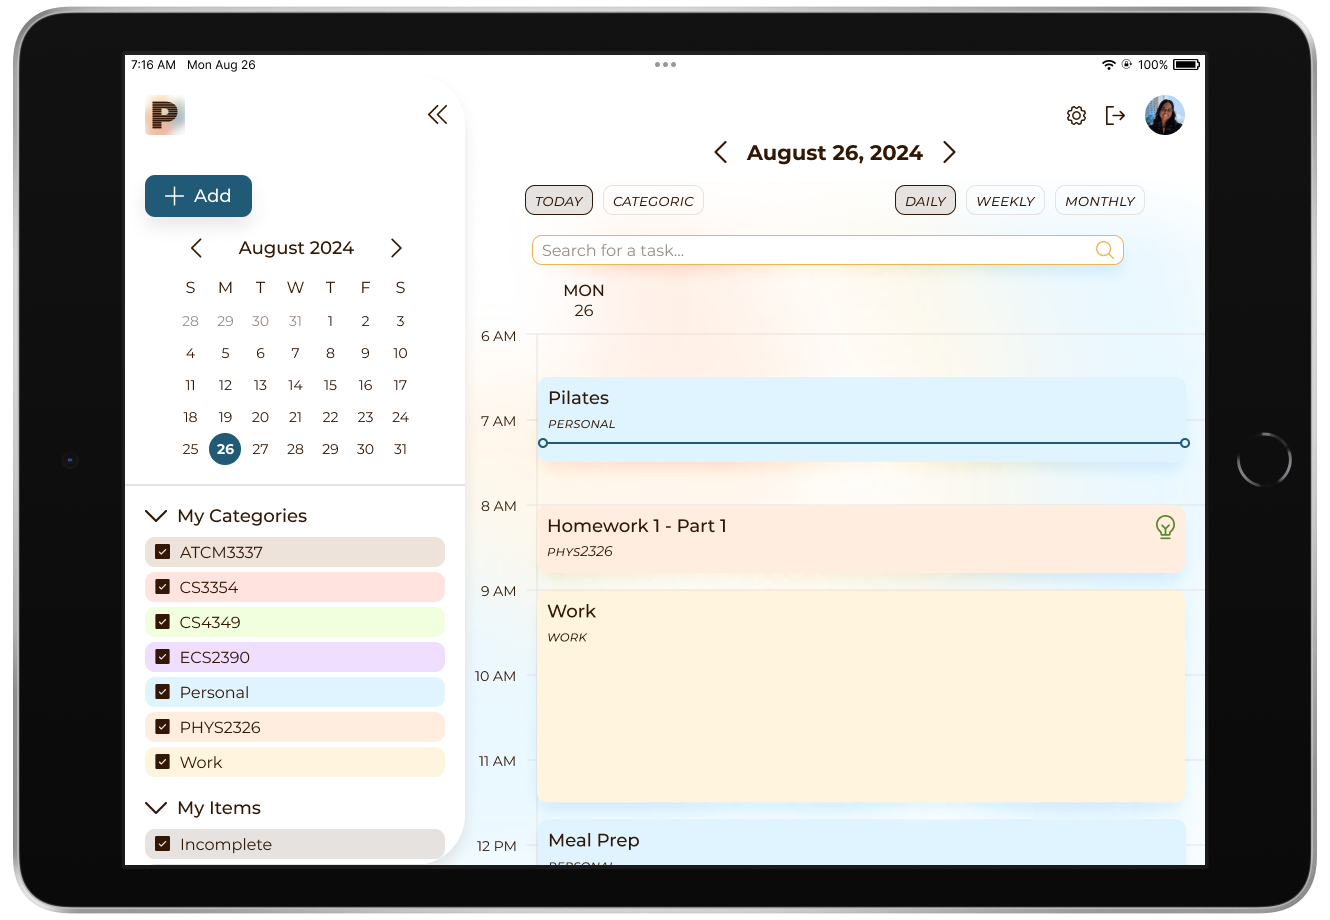 7:16 AM Mon Aug 26
100%
P
Add
August 2024
S M T W T F S
28 29 30 31 1 2 3
4 5 6 7 8 9 10
11 12 13 14 15 16 17
18 19 20 21 22 23 24
25 26 27 28 29 30 31
My Categories
ATCM3337
CS3354
CS4349
ECS2390
Personal
PHYS2326
Work
My Items
Incomplete
August 26, 2024
TODAY CATEGORIC DAILY WEEKLY MONTHLY
Search for a task...
MON
26
6 AM
Pilates
7 AM
PERSONAL
8 AM
Homework 1 - Part 1
PHYS2326
9 AM
Work
WORK
10 AM
11 AM
12 PM
Meal Prep
PERSONAL